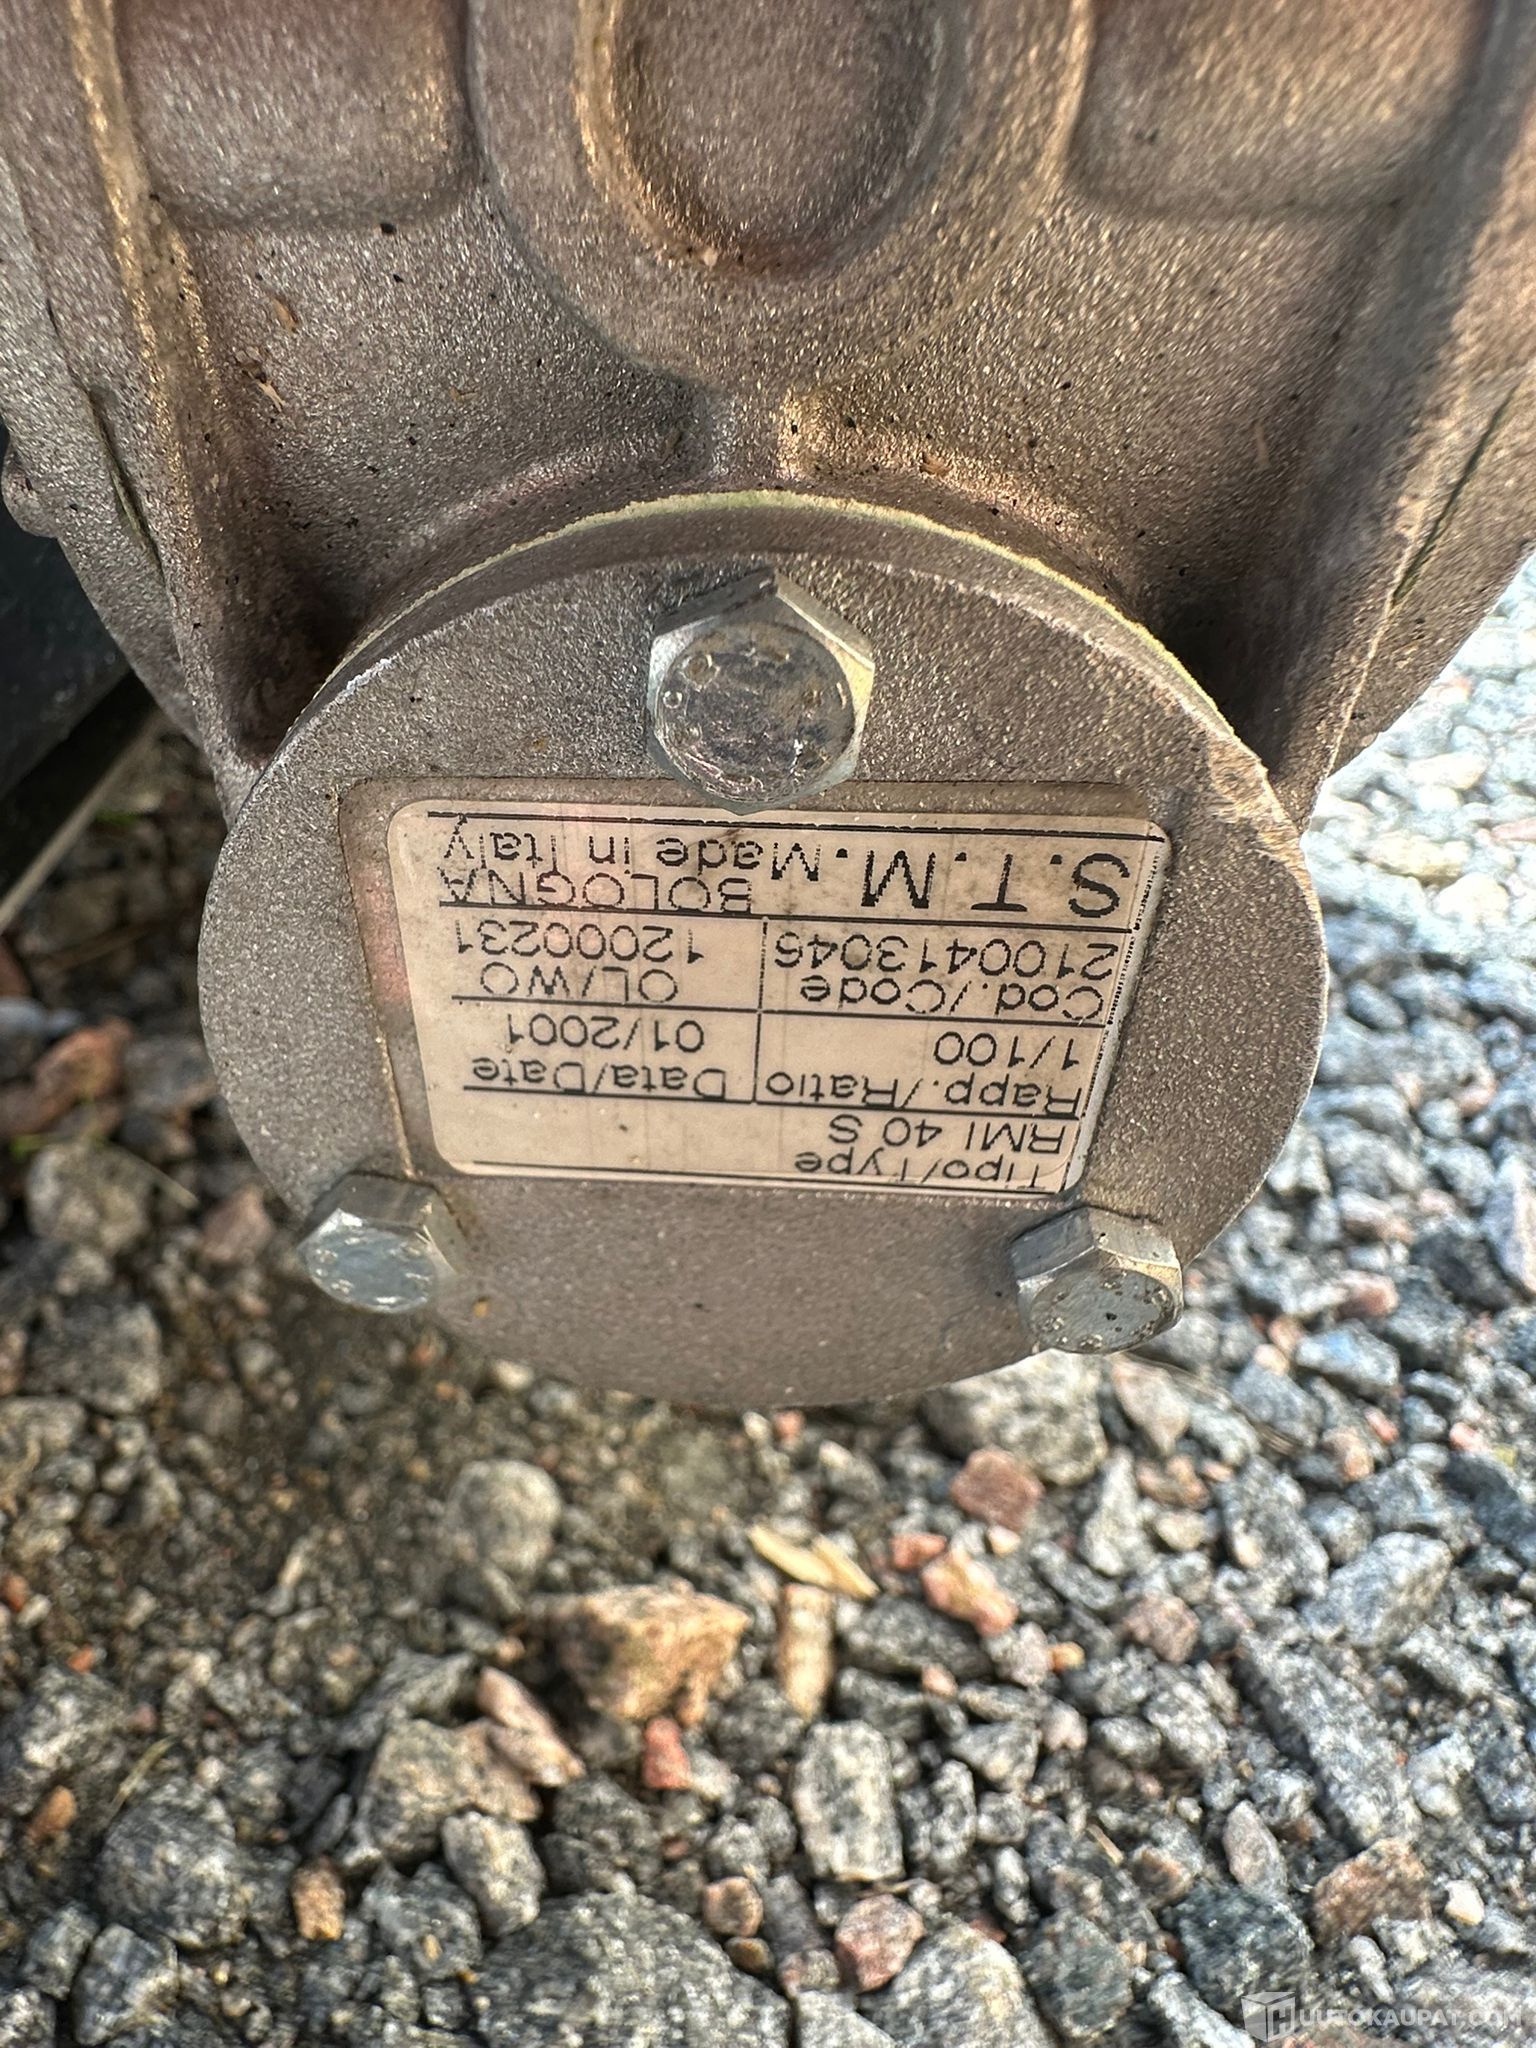 Tipo/Type
RMI 40 S
Rapp./Ratio Data/Date
1/100 01/2001
Cod./Code OL/WO
2100413046 12000231
S.T.M. BOLOGNA
Made in Italy
HUUTOKAUPAT.COM